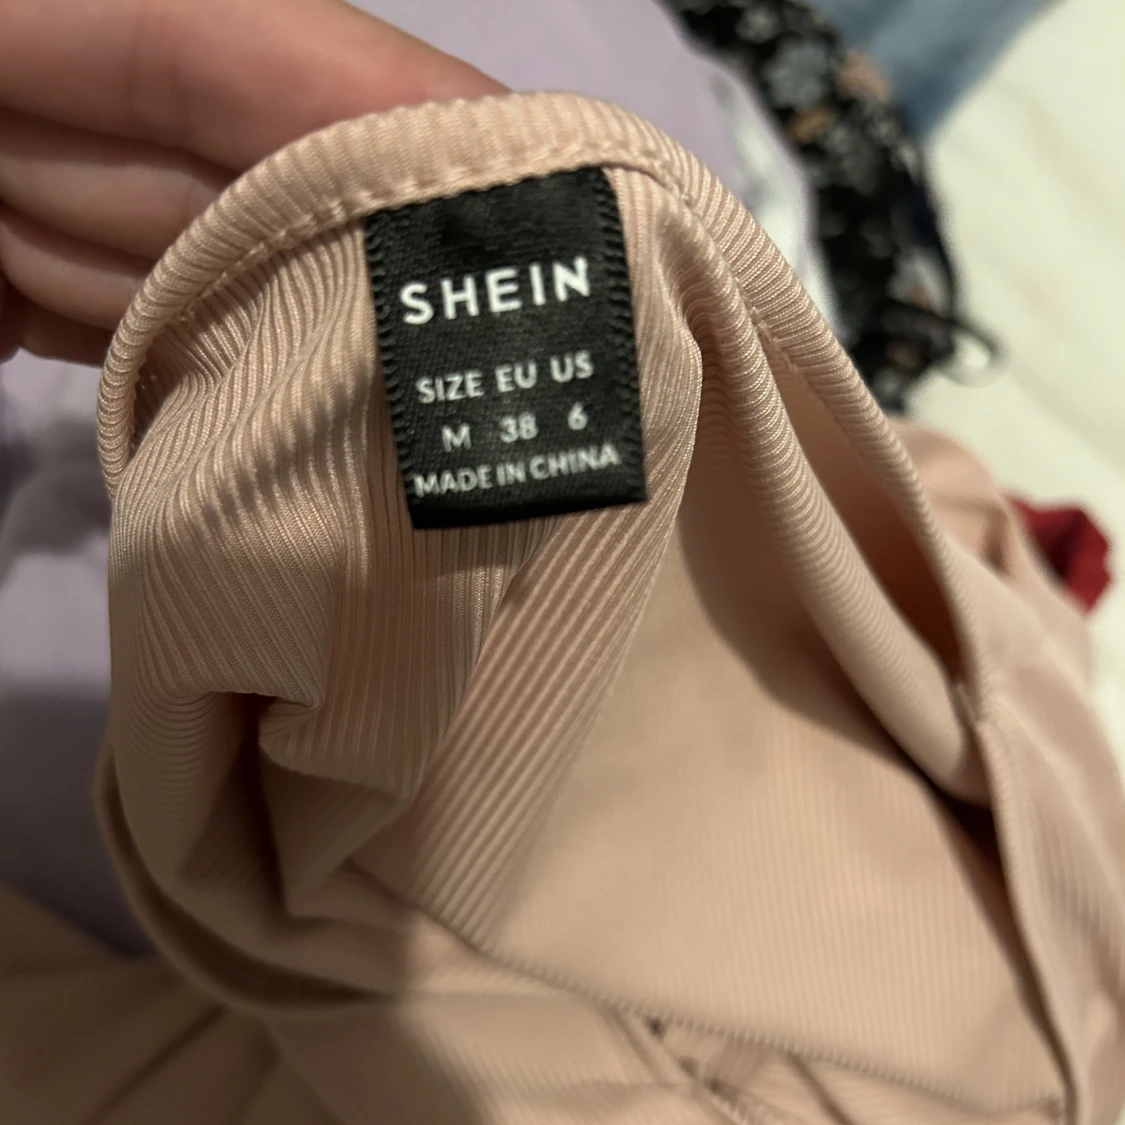 SHEIN
SIZE EU US
M 38 6
MADE IN CHINA